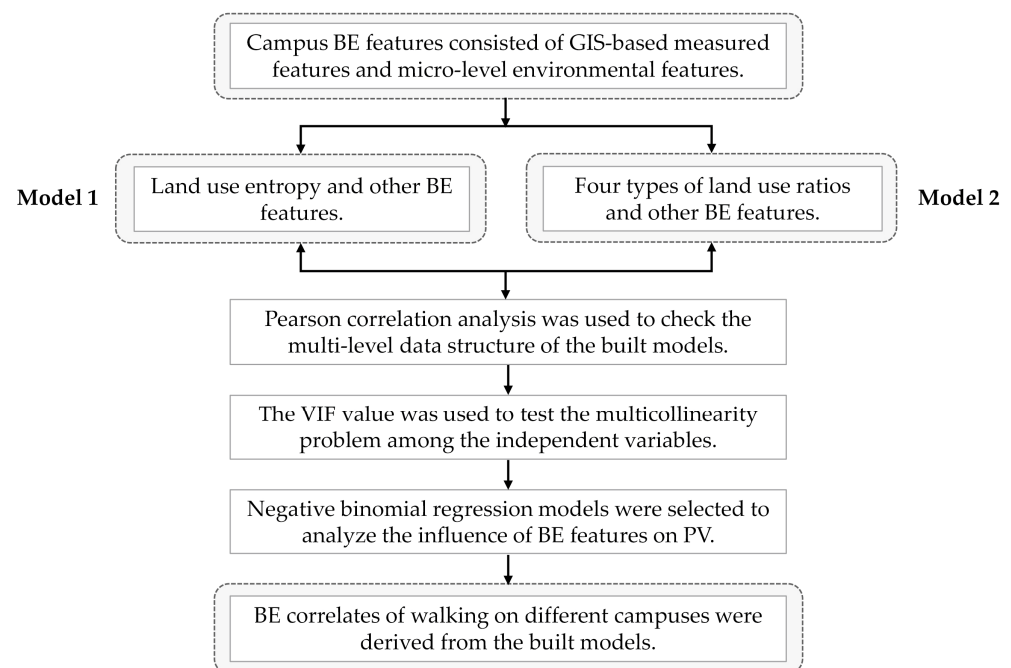 Campus BE features consisted of GIS-based measured
features and micro-level environmental features.
Model 1
Land use entropy and other BE
features.
Four types of land use ratios
and other BE features.
Model 2
Pearson correlation analysis was used to check the
multi-level data structure of the built models.
The VIF value was used to test the multicollinearity
problem among the independent variables.
Negative binomial regression models were selected to
analyze the influence of BE features on PV.
BE correlates of walking on different campuses were
derived from the built models.